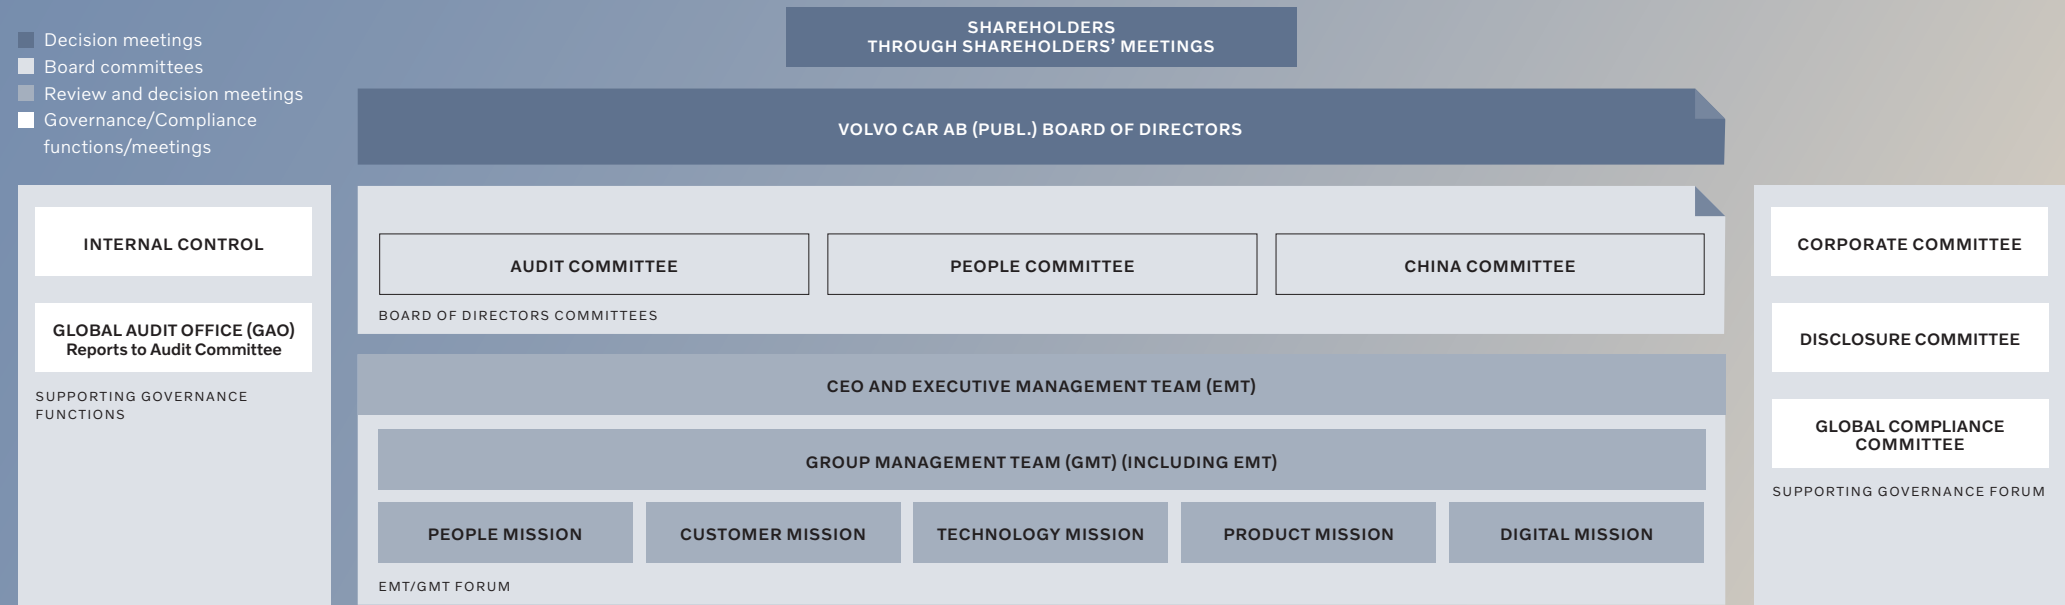 SHAREHOLDERS
THROUGH SHAREHOLDERS’ MEETINGS
Decision meetings
Board committees
Review and decision meetings
Governance/Compliance
functions/meetings
VOLVO CAR AB (PUBL.) BOARD OF DIRECTORS
INTERNAL CONTROL
GLOBAL AUDIT OFFICE (GAO)
Reports to Audit Committee
SUPPORTING GOVERNANCE
FUNCTIONS
AUDIT COMMITTEE
PEOPLE COMMITTEE
CHINA COMMITTEE
BOARD OF DIRECTORS COMMITTEES
CEO AND EXECUTIVE MANAGEMENT TEAM (EMT)
GROUP MANAGEMENT TEAM (GMT) (INCLUDING EMT)
PEOPLE MISSION
CUSTOMER MISSION
TECHNOLOGY MISSION
PRODUCT MISSION
DIGITAL MISSION
EMT/GMT FORUM
CORPORATE COMMITTEE
DISCLOSURE COMMITTEE
GLOBAL COMPLIANCE
COMMITTEE
SUPPORTING GOVERNANCE FORUM